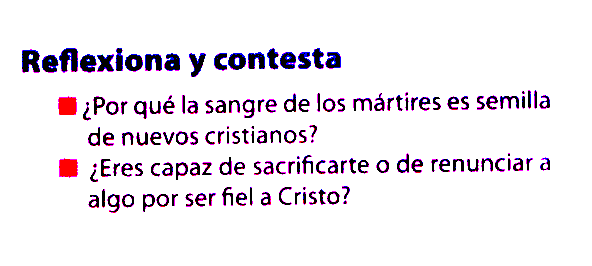 Reflexiona y contesta
¿Por qué la sangre de los mártires es semilla
de nuevos cristianos?
¿Eres capaz de sacrificarte o de renunciar a
algo por ser fiel a Cristo?